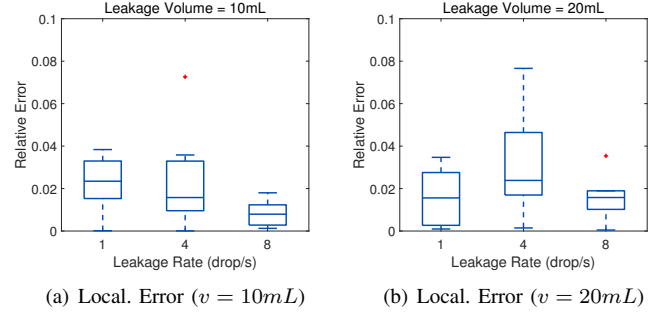 Leakage Volume = 10mL
0.1
0.08
0.06
0.04
0.02
0
Relative Error
1 4 8
Leakage Rate (drop/s)
(a) Local. Error (v = 10mL)
Leakage Volume = 20mL
0.1
0.08
0.06
0.04
0.02
0
Relative Error
1 4 8
Leakage Rate (drop/s)
(b) Local. Error (v = 20mL)